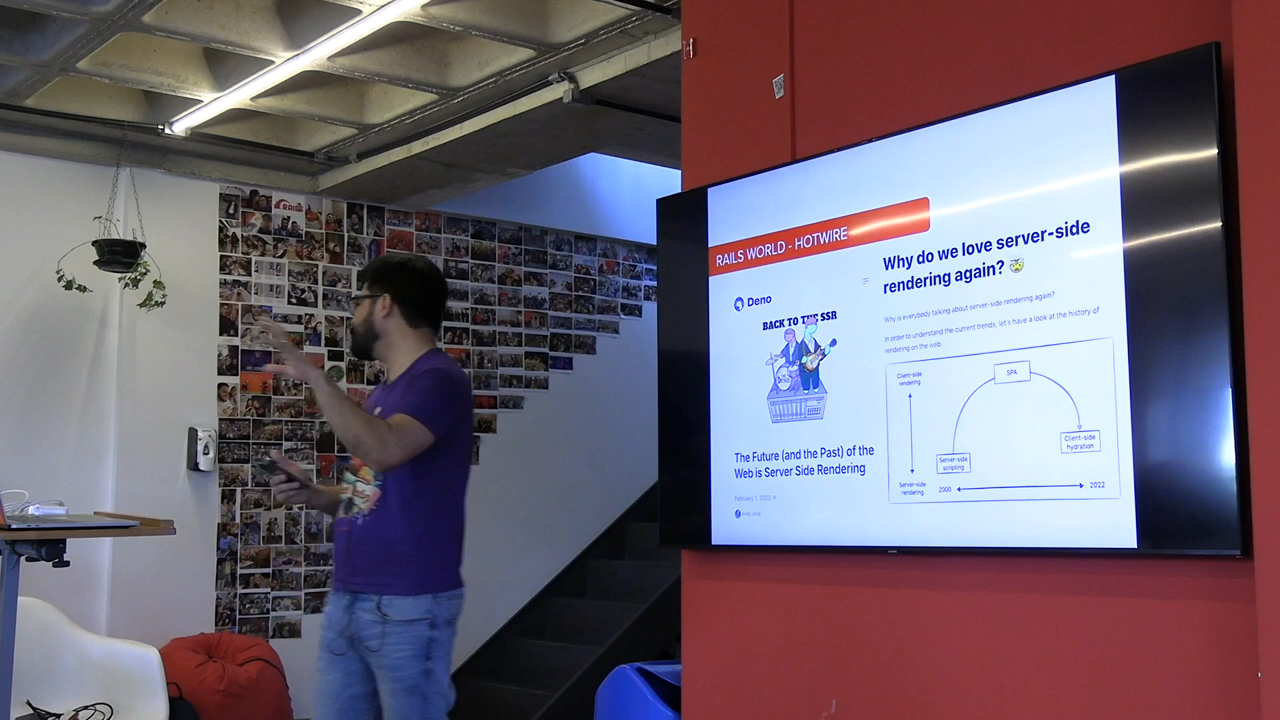 RAILS WORLD - HOTWIRE
Deno
BACK TO THE SSR
The Future (and the Past) of the
Web is Server Side Rendering
February 1, 2023
Why do we love server-side
rendering again? 🤯
Why is everybody talking about server-side rendering again?
In order to understand the current trends, let's have a look at the history of
rendering on the web.
Client-side
rendering
SPA
Client-side
hydration
Server-side
scripting
Server-side
rendering
2000
2022